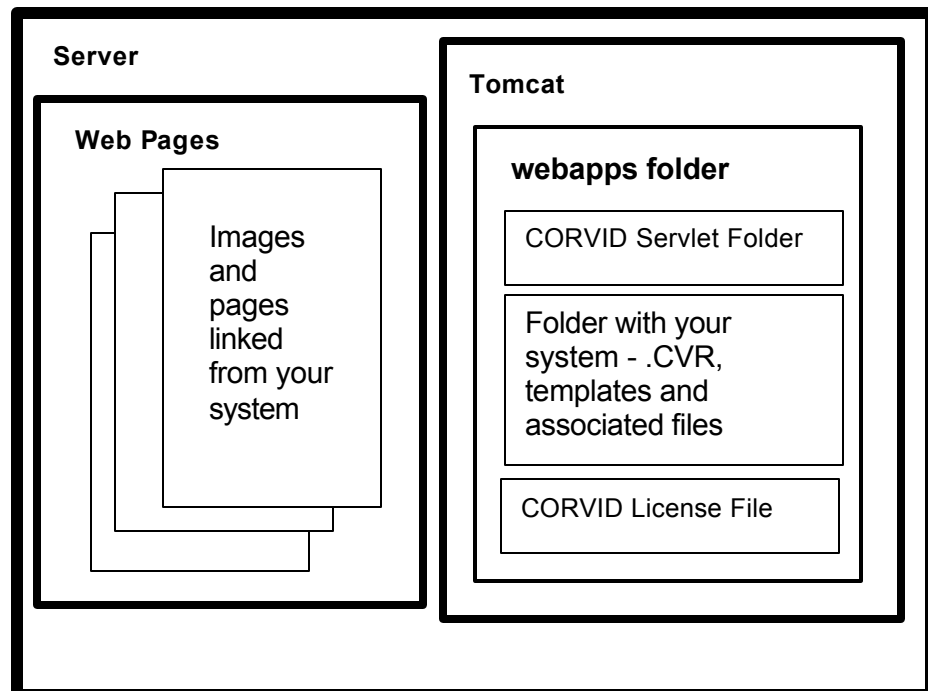 Server
Web Pages
Images
and
pages
linked
from your
system
Tomcat
webapps folder
CORVID Servlet Folder
Folder with your
system - .CVR,
templates and
associated files
CORVID License File